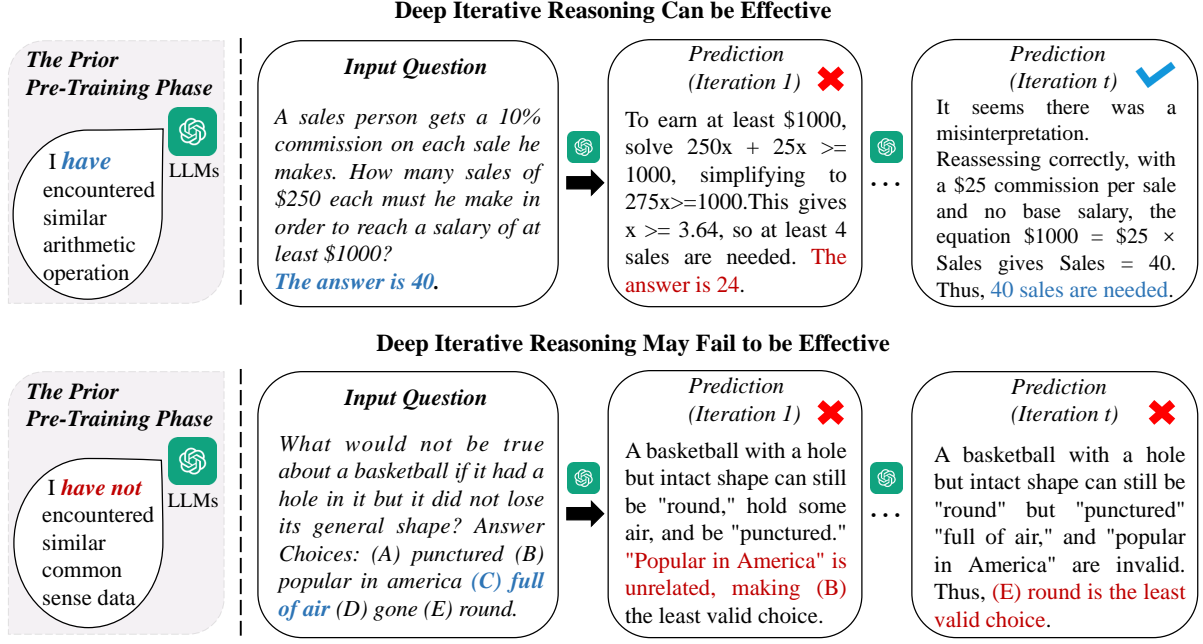 Deep Iterative Reasoning Can be Effective
The Prior
Pre-Training Phase
I have
encountered
similar
arithmetic
operation
LLMs
Input Question
A sales person gets a 10%
commission on each sale he
makes. How many sales of
$250 each must he make in
order to reach a salary of at
least $1000?
The answer is 40.
Prediction
(Iteration 1)
To earn at least $1000,
solve 250x + 25x >=
1000, simplifying to
275x>=1000.This gives
x >= 3.64, so at least 4
sales are needed. The
answer is 24.
...
Prediction
(Iteration t)
It seems there was a
misinterpretation.
Reassessing correctly, with
a $25 commission per sale
and no base salary, the
equation $1000 = $25 ×
Sales gives Sales = 40.
Thus, 40 sales are needed.
Deep Iterative Reasoning May Fail to be Effective
The Prior
Pre-Training Phase
I have not
encountered
similar
common
sense data
LLMs
Input Question
What would not be true
about a basketball if it had a
hole in it but it did not lose
its general shape? Answer
Choices: (A) punctured (B)
popular in america (C) full
of air (D) gone (E) round.
Prediction
(Iteration 1)
A basketball with a hole
but intact shape can still
be "round," hold some
air, and be "punctured."
"Popular in America" is
unrelated, making (B)
the least valid choice.
...
Prediction
(Iteration t)
A basketball with a hole
but intact shape can still be
"round" but "punctured"
"full of air," and "popular
in America" are invalid.
Thus, (E) round is the least
valid choice.